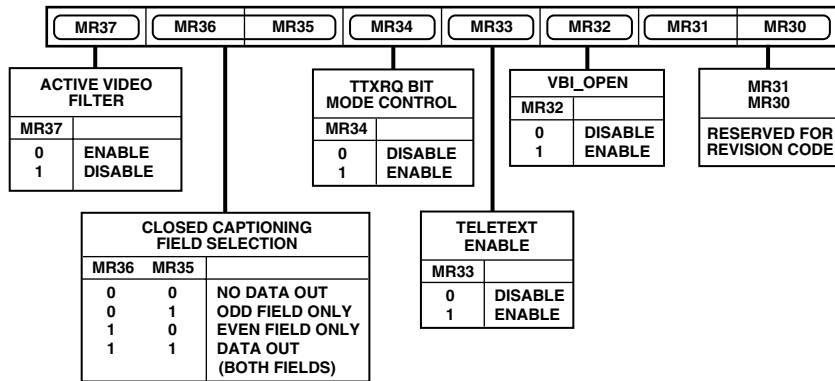 MR37 MR36 MR35 MR34 MR33 MR32 MR31 MR30
ACTIVE VIDEO
FILTER
MR37
0 ENABLE
1 DISABLE
TTXRQ BIT
MODE CONTROL
MR34
0 DISABLE
1 ENABLE
VBI_OPEN
MR32
0 DISABLE
1 ENABLE
MR31
MR30
RESERVED FOR
REVISION CODE
CLOSED CAPTIONING
FIELD SELECTION
MR36 MR35
0 0 NO DATA OUT
0 1 ODD FIELD ONLY
1 0 EVEN FIELD ONLY
1 1 DATA OUT
(BOTH FIELDS)
TELETEXT
ENABLE
MR33
0 DISABLE
1 ENABLE